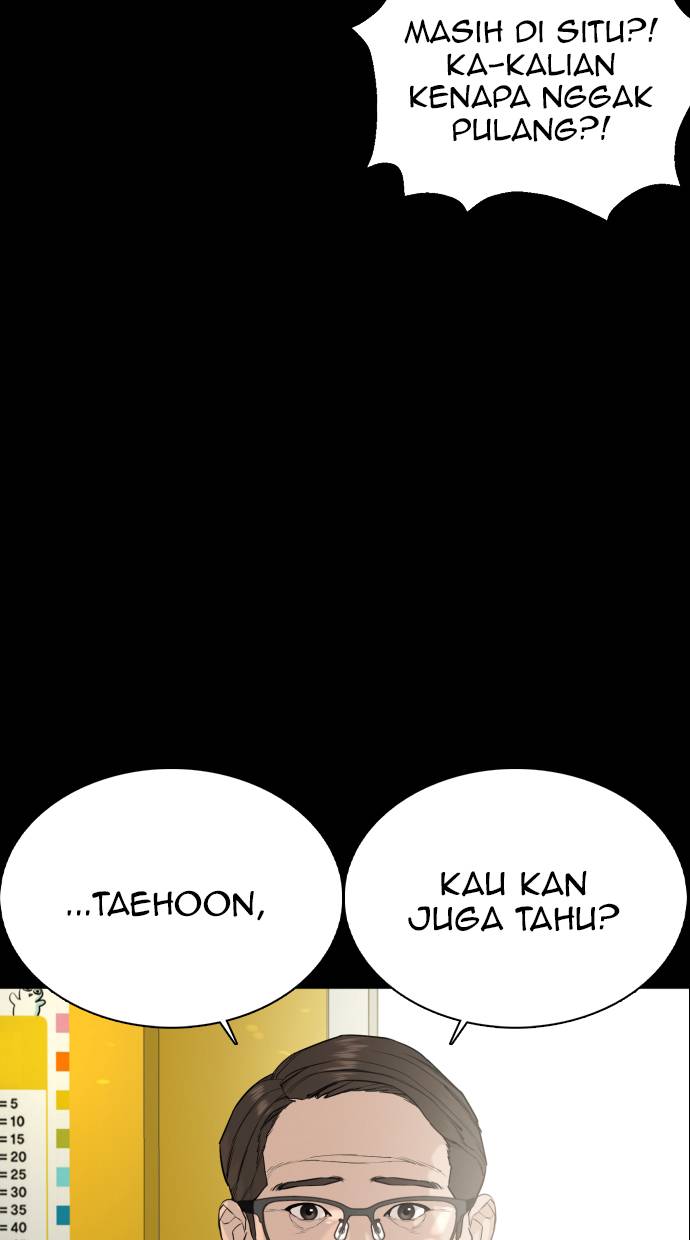 MASIH DI SITU?!
KA-KALIAN
KENAPA NGGAK
PULANG?!
...TAEHOON,
KAU KAN
JUGA TAHU?
= 5
= 10
= 15
= 20
= 25
= 30
= 35
= 40